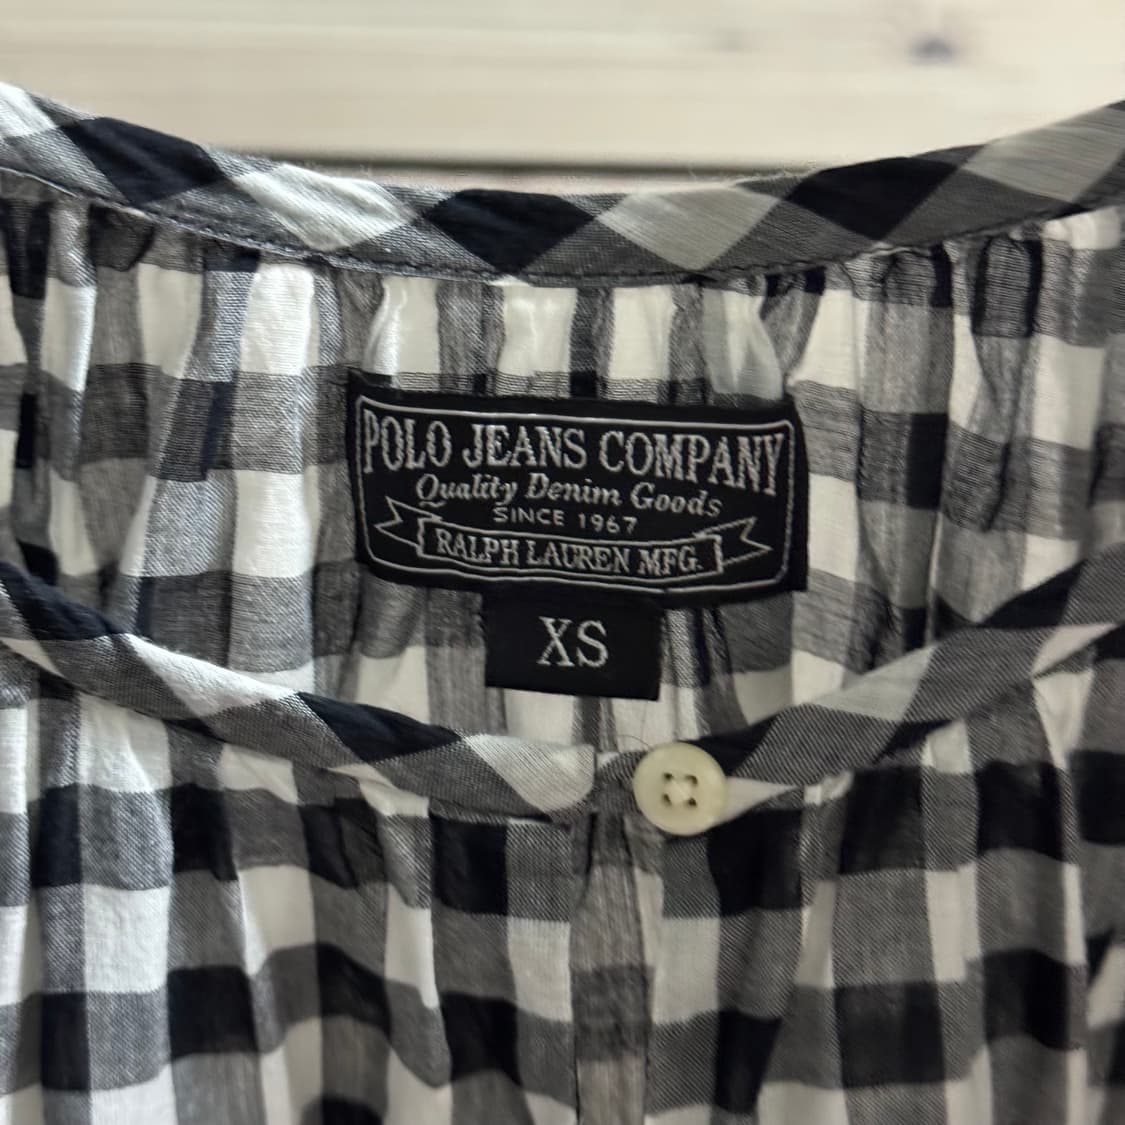 POLO JEANS COMPANY
Quality Denim Goods
SINCE 1967
RALPH LAUREN MFG.
XS